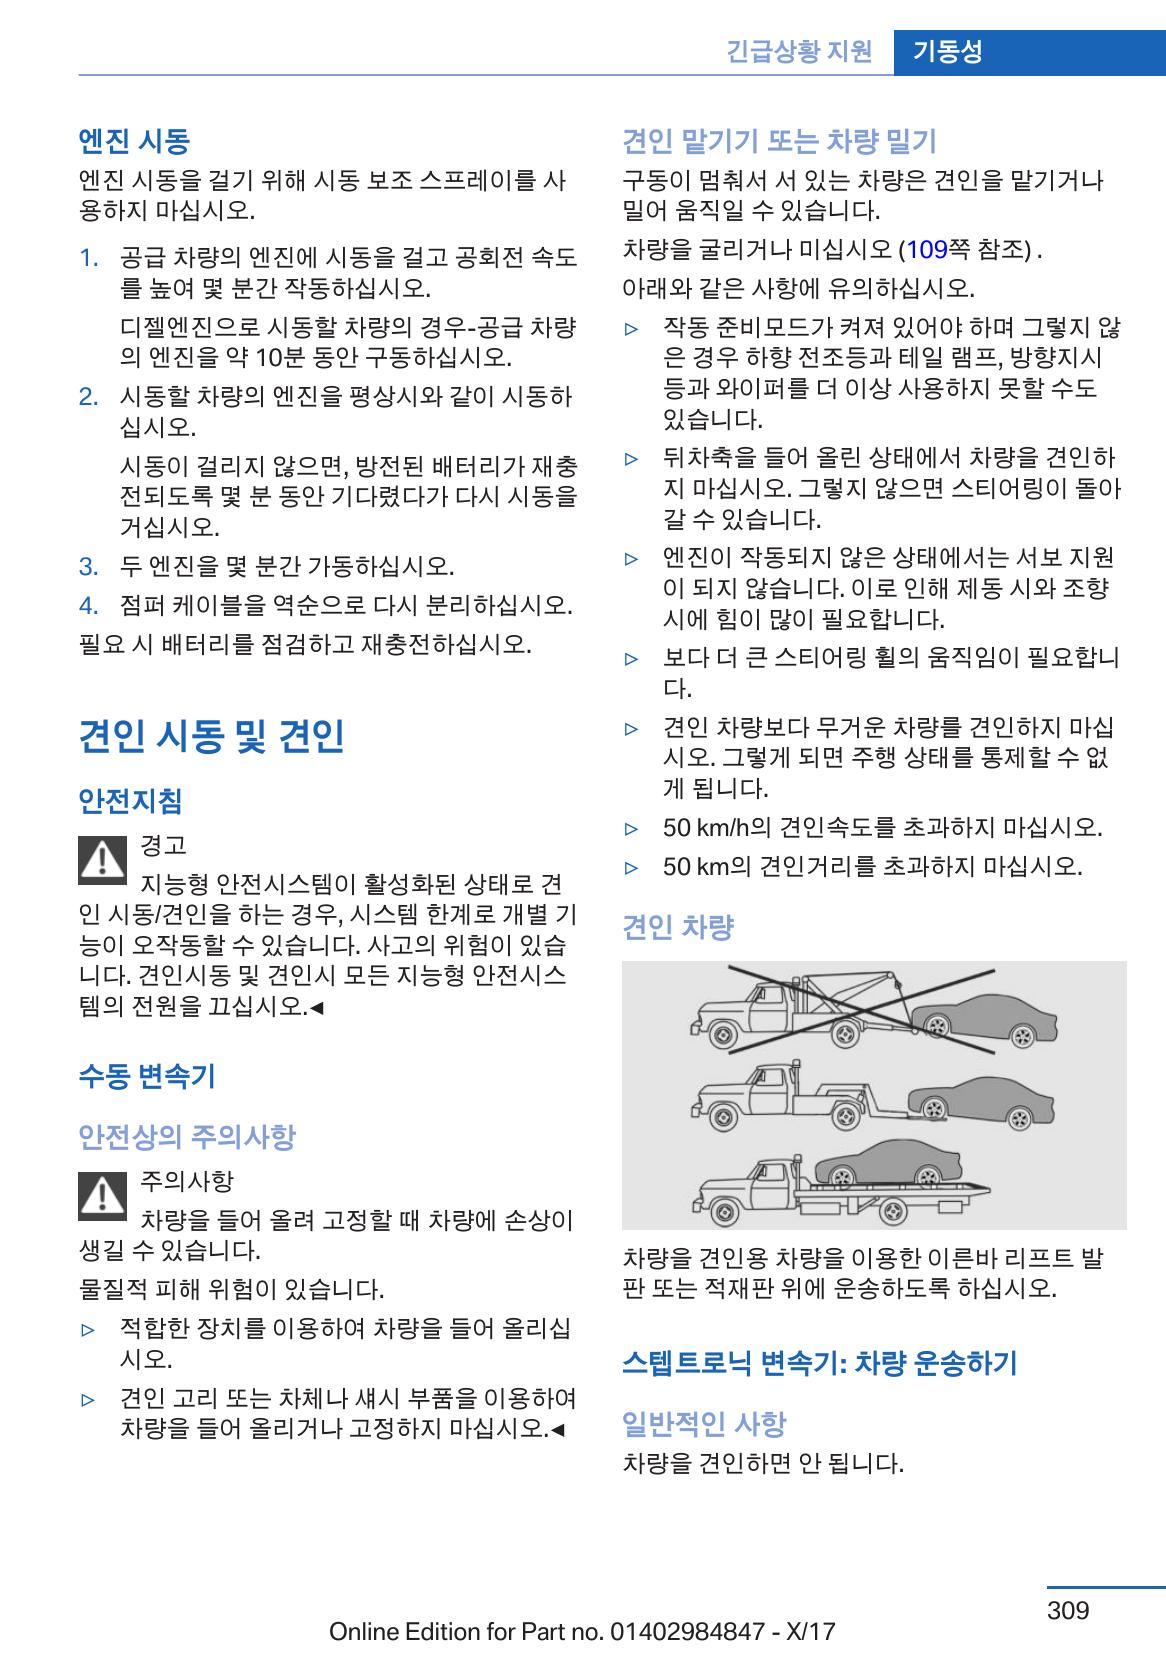 긴급상황 지원 기동성
엔진 시동
엔진 시동을 걸기 위해 시동 보조 스프레이를 사
용하지 마십시오.
1. 공급 차량의 엔진에 시동을 걸고 공회전 속도
를 높여 몇 분간 작동하십시오.
디젤엔진으로 시동할 차량의 경우-공급 차량
의 엔진을 약 10분 동안 구동하십시오.
2. 시동할 차량의 엔진을 평상시와 같이 시동하
십시오.
시동이 걸리지 않으면, 방전된 배터리가 재충
전되도록 몇 분 동안 기다렸다가 다시 시동을
거십시오.
3. 두 엔진을 몇 분간 가동하십시오.
4. 점퍼 케이블을 역순으로 다시 분리하십시오.
필요 시 배터리를 점검하고 재충전하십시오.
견인 시동 및 견인
안전지침
경고
지능형 안전시스템이 활성화된 상태로 견
인 시동/견인을 하는 경우, 시스템 한계로 개별 기
능이 오작동할 수 있습니다. 사고의 위험이 있습
니다. 견인시동 및 견인시 모든 지능형 안전시스
템의 전원을 끄십시오.◄
수동 변속기
안전상의 주의사항
주의사항
차량을 들어 올려 고정할 때 차량에 손상이
생길 수 있습니다.
물질적 피해 위험이 있습니다.
▷ 적합한 장치를 이용하여 차량을 들어 올리십
시오.
▷ 견인 고리 또는 차체나 섀시 부품을 이용하여
차량을 들어 올리거나 고정하지 마십시오.◄
견인 맡기기 또는 차량 밀기
구동이 멈춰서 서 있는 차량은 견인을 맡기거나
밀어 움직일 수 있습니다.
차량을 굴리거나 미십시오 (109쪽 참조) .
아래와 같은 사항에 유의하십시오.
▷ 작동 준비모드가 켜져 있어야 하며 그렇지 않
은 경우 하향 전조등과 테일 램프, 방향지시
등과 와이퍼를 더 이상 사용하지 못할 수도
있습니다.
▷ 뒤차축을 들어 올린 상태에서 차량을 견인하
지 마십시오. 그렇지 않으면 스티어링이 돌아
갈 수 있습니다.
▷ 엔진이 작동되지 않은 상태에서는 서보 지원
이 되지 않습니다. 이로 인해 제동 시와 조향
시에 힘이 많이 필요합니다.
▷ 보다 더 큰 스티어링 휠의 움직임이 필요합니
다.
▷ 견인 차량보다 무거운 차량를 견인하지 마십
시오. 그렇게 되면 주행 상태를 통제할 수 없
게 됩니다.
▷ 50 km/h의 견인속도를 초과하지 마십시오.
▷ 50 km의 견인거리를 초과하지 마십시오.
견인 차량
차량을 견인용 차량을 이용한 이른바 리프트 발
판 또는 적재판 위에 운송하도록 하십시오.
스텝트로닉 변속기: 차량 운송하기
일반적인 사항
차량을 견인하면 안 됩니다.
309
Online Edition for Part no. 01402984847 - X/17